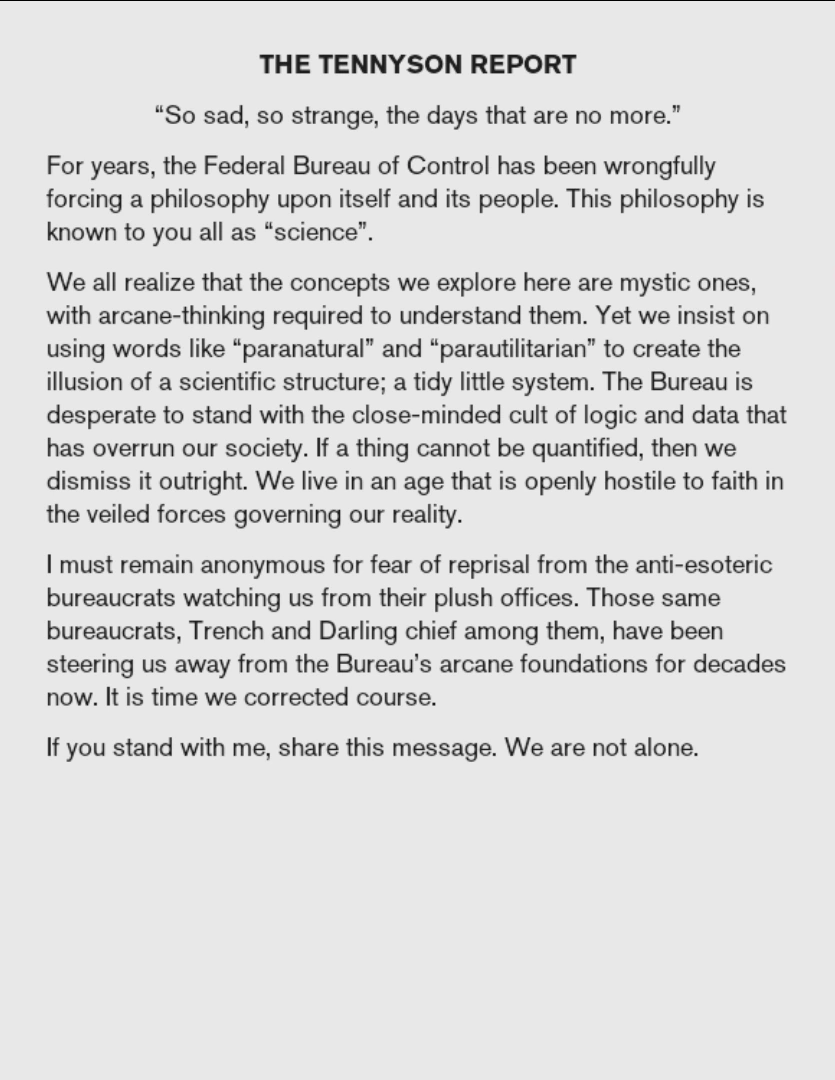 THE TENNYSON REPORT
“So sad, so strange, the days that are no more.”
For years, the Federal Bureau of Control has been wrongfully
forcing a philosophy upon itself and its people. This philosophy is
known to you all as “science”.
We all realize that the concepts we explore here are mystic ones,
with arcane-thinking required to understand them. Yet we insist on
using words like “paranatural” and “parautilitarian” to create the
illusion of a scientific structure; a tidy little system. The Bureau is
desperate to stand with the close-minded cult of logic and data that
has overrun our society. If a thing cannot be quantified, then we
dismiss it outright. We live in an age that is openly hostile to faith in
the veiled forces governing our reality.
I must remain anonymous for fear of reprisal from the anti-esoteric
bureaucrats watching us from their plush offices. Those same
bureaucrats, Trench and Darling chief among them, have been
steering us away from the Bureau’s arcane foundations for decades
now. It is time we corrected course.
If you stand with me, share this message. We are not alone.